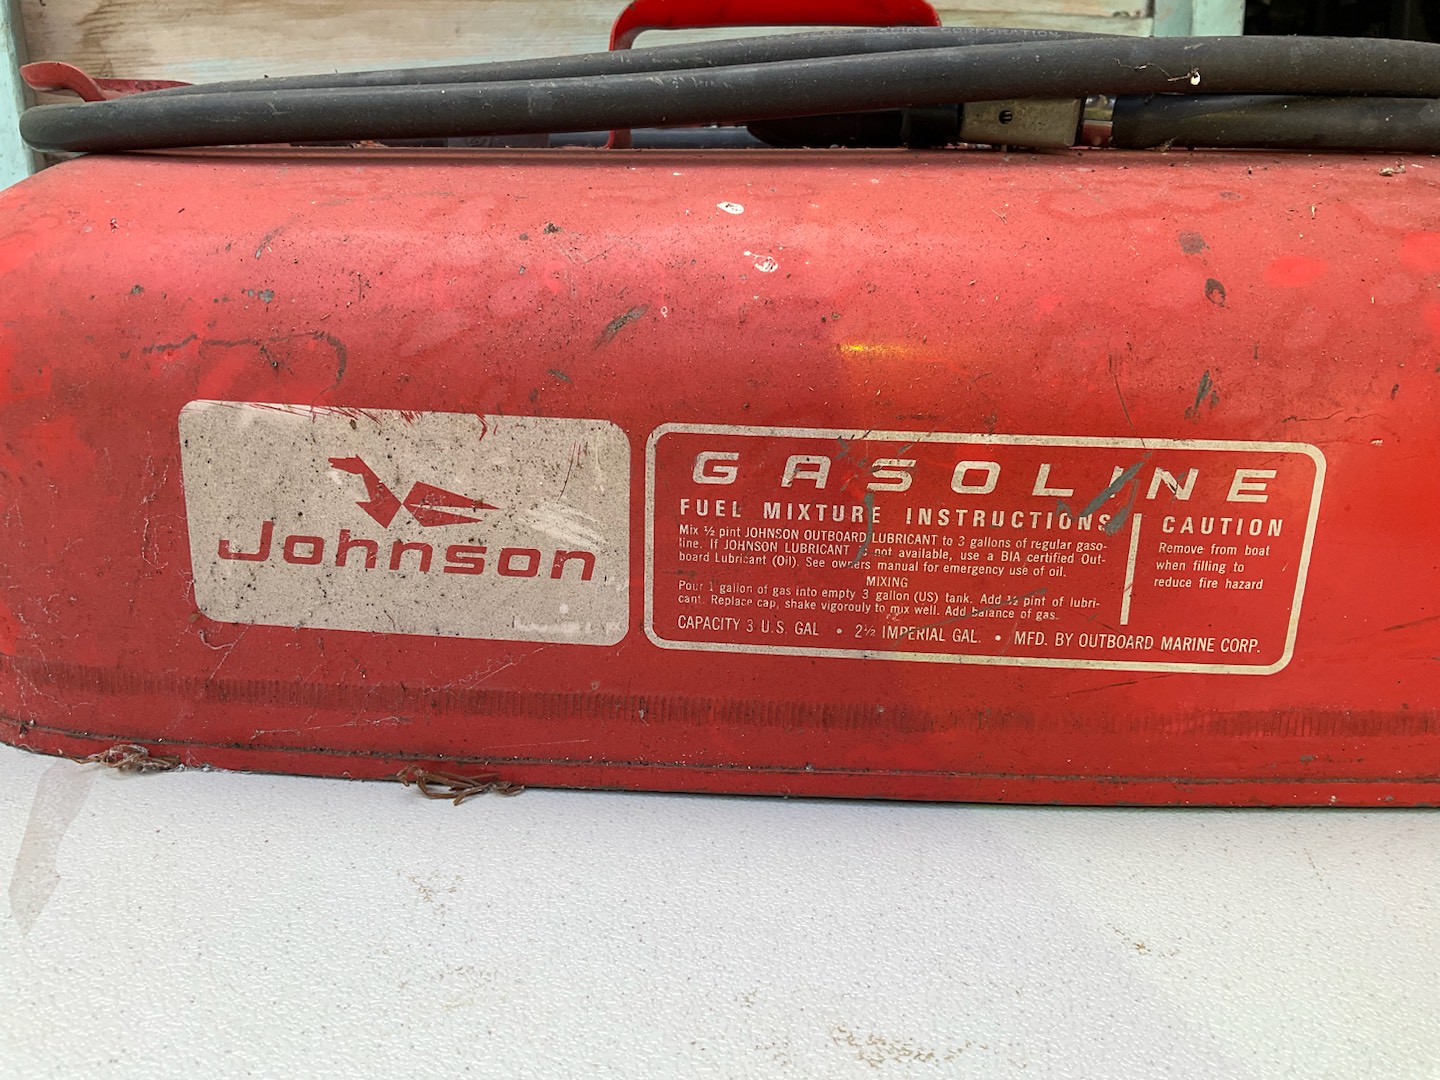 MARINE CORPORATION
Johnson
GASOLINE
FUEL MIXTURE INSTRUCTIONS
Mix ½ pint JOHNSON OUTBOARD LUBRICANT to 3 gallons of regular gaso-
line. If JOHNSON LUBRICANT is not available, use a BIA certified Out-
board Lubricant (Oil). See owners manual for emergency use of oil.
MIXING
Pour 1 gallon of gas into empty 3 gallon (US) tank. Add ½ pint of lubri-
cant. Replace cap, shake vigorouly to mix well. Add balance of gas.
CAUTION
Remove from boat
when filling to
reduce fire hazard
CAPACITY 3 U.S. GAL • 2½ IMPERIAL GAL. • MFD. BY OUTBOARD MARINE CORP.